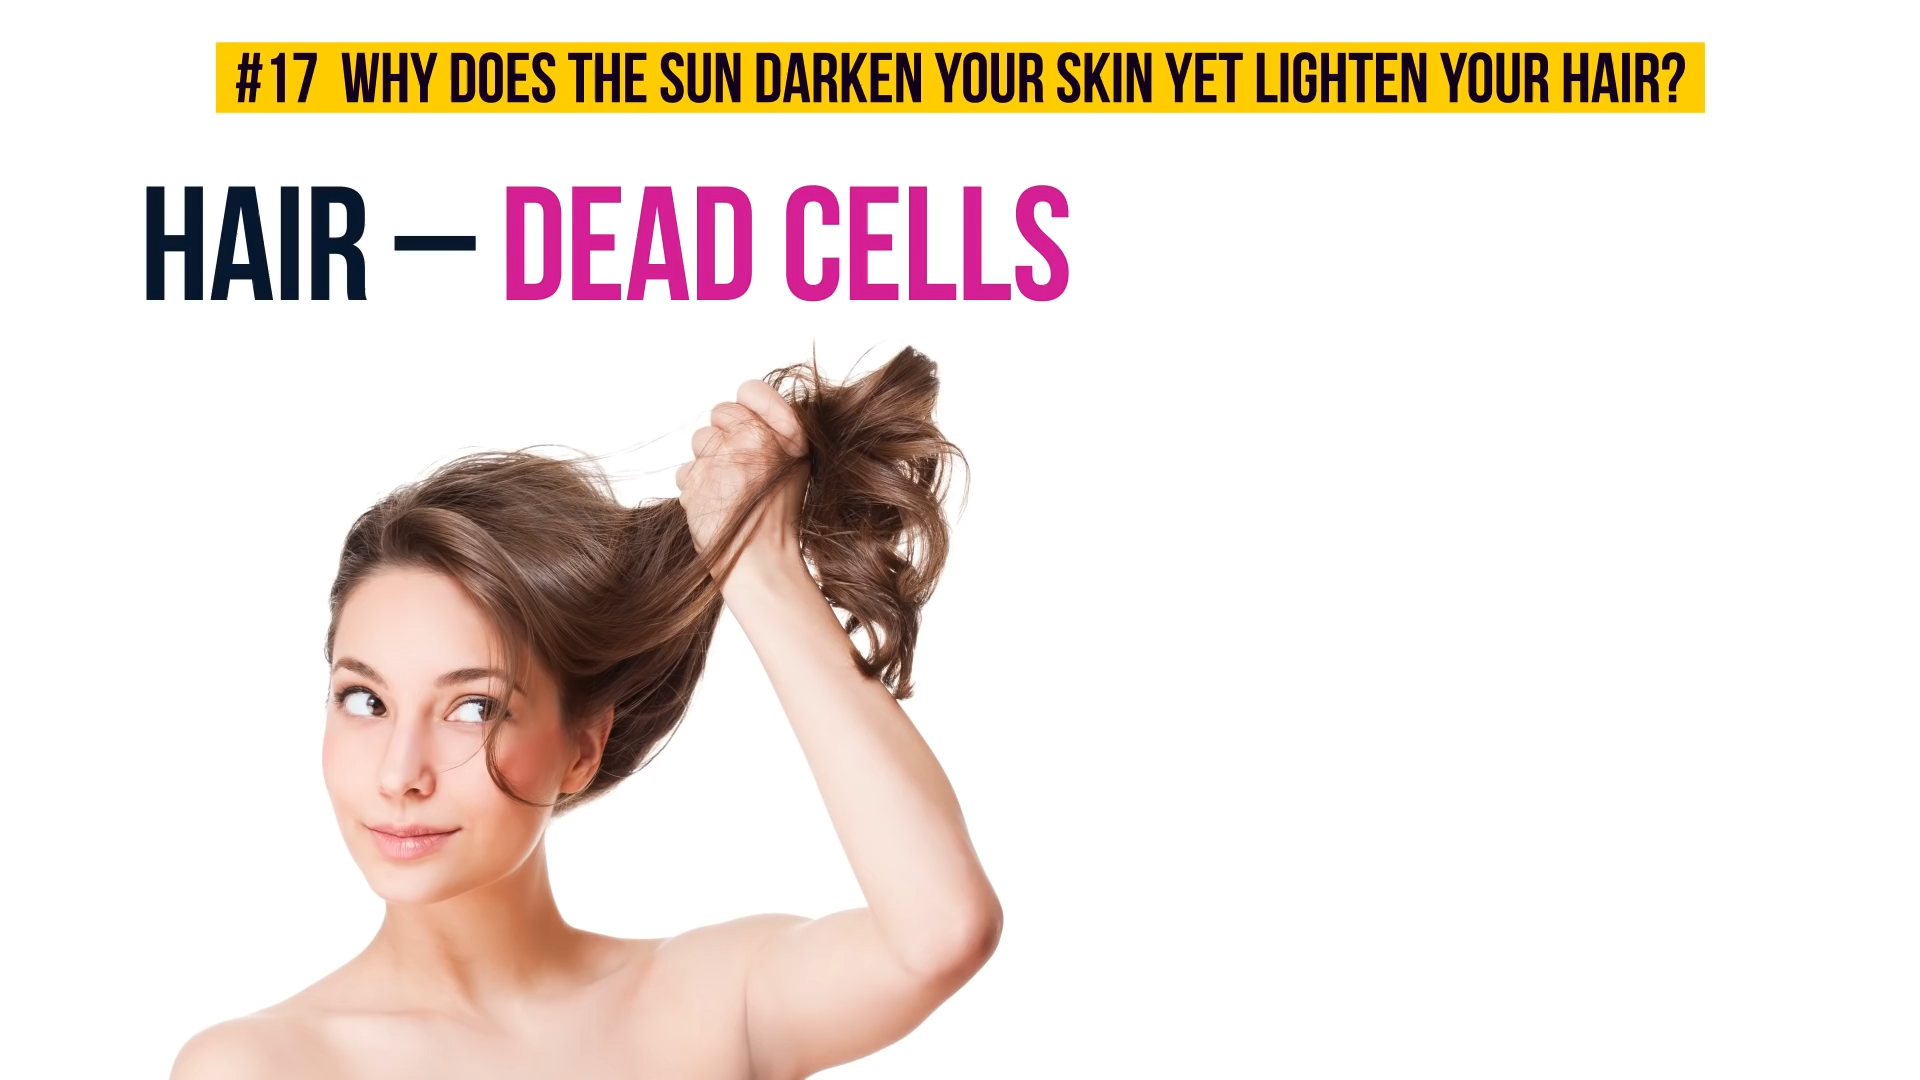 #17 WHY DOES THE SUN DARKEN YOUR SKIN YET LIGHTEN YOUR HAIR?
HAIR – DEAD CELLS